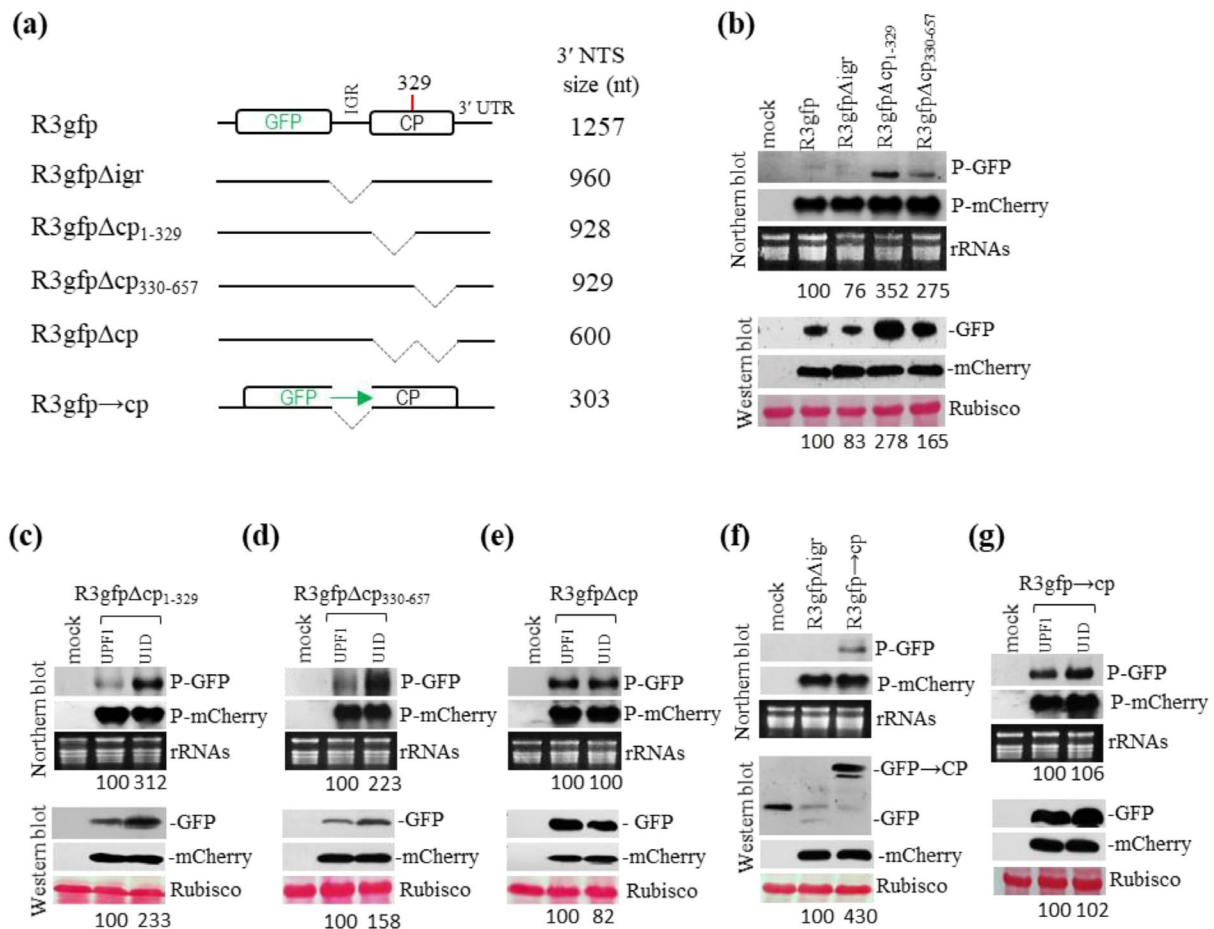 (a)
3′ NTS
size (nt)
R3gfp
GFP
IGR
329
CP
3′ UTR
1257
R3gfpΔigr
960
R3gfpΔcp1-329
928
R3gfpΔcp330-657
929
R3gfpΔcp
600
R3gfp→cp
GFP
CP
303
(b)
mock
R3gfp
R3gfpΔigr
R3gfpΔcp1-329
R3gfpΔcp330-657
Northern blot
P-GFP
P-mCherry
rRNAs
100 76 352 275
Western blot
-GFP
-mCherry
Rubisco
100 83 278 165
(c)
R3gfpΔcp1-329
mock
UPF1
U1D
Northern blot
P-GFP
P-mCherry
rRNAs
100 312
Western blot
-GFP
-mCherry
Rubisco
100 233
(d)
R3gfpΔcp330-657
mock
UPF1
U1D
P-GFP
P-mCherry
rRNAs
100 223
-GFP
-mCherry
Rubisco
100 158
(e)
R3gfpΔcp
mock
UPF1
U1D
P-GFP
P-mCherry
rRNAs
100 100
- GFP
-mCherry
Rubisco
100 82
(f)
mock
R3gfpΔigr
R3gfp→cp
Northern blot
P-GFP
P-mCherry
rRNAs
Western blot
-GFP→CP
-GFP
-mCherry
Rubisco
100 430
(g)
R3gfp→cp
mock
UPF1
U1D
P-GFP
P-mCherry
rRNAs
100 106
-GFP
-mCherry
Rubisco
100 102